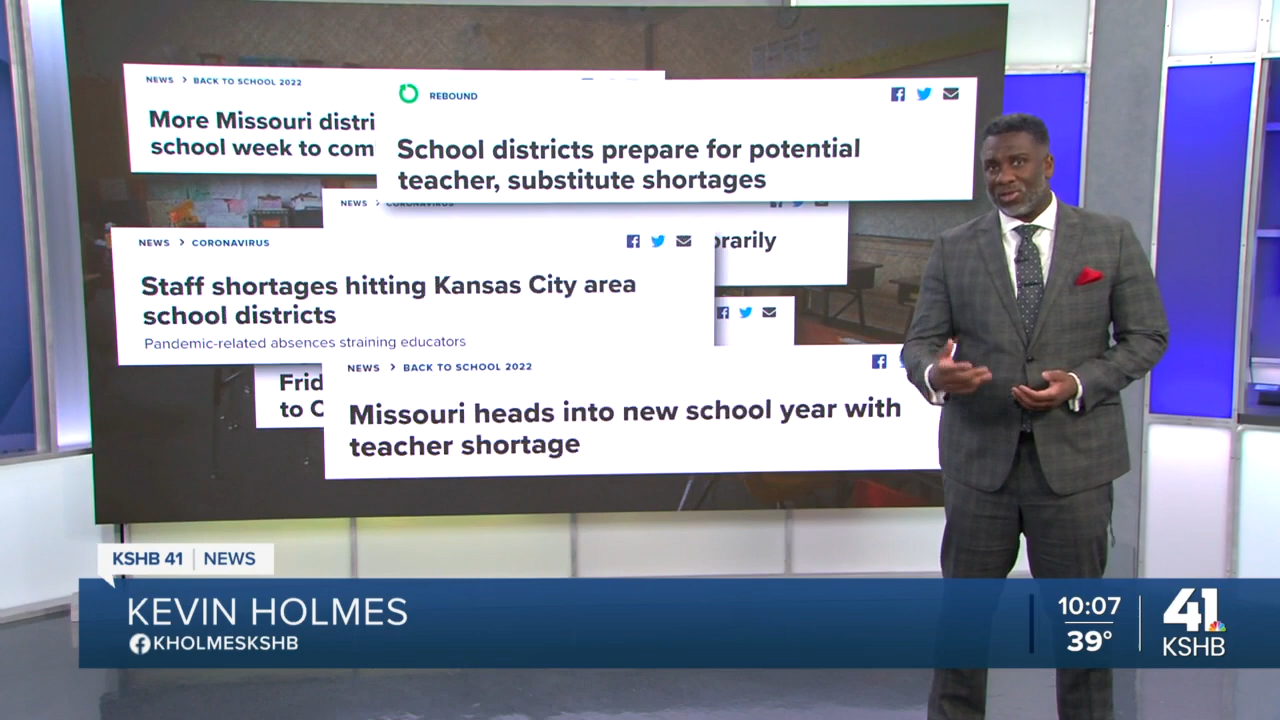 NEWS > BACK TO SCHOOL 2022
More Missouri distri
school week to com
REBOUND
School districts prepare for potential
teacher, substitute shortages
NEWS > CORONAVIRUS
orarily
NEWS > CORONAVIRUS
Staff shortages hitting Kansas City area
school districts
Pandemic-related absences straining educators
Frid
to C
NEWS > BACK TO SCHOOL 2022
Missouri heads into new school year with
teacher shortage
KSHB 41 | NEWS
KEVIN HOLMES
KHOLMESKSHB
10:07
39°
41
KSHB